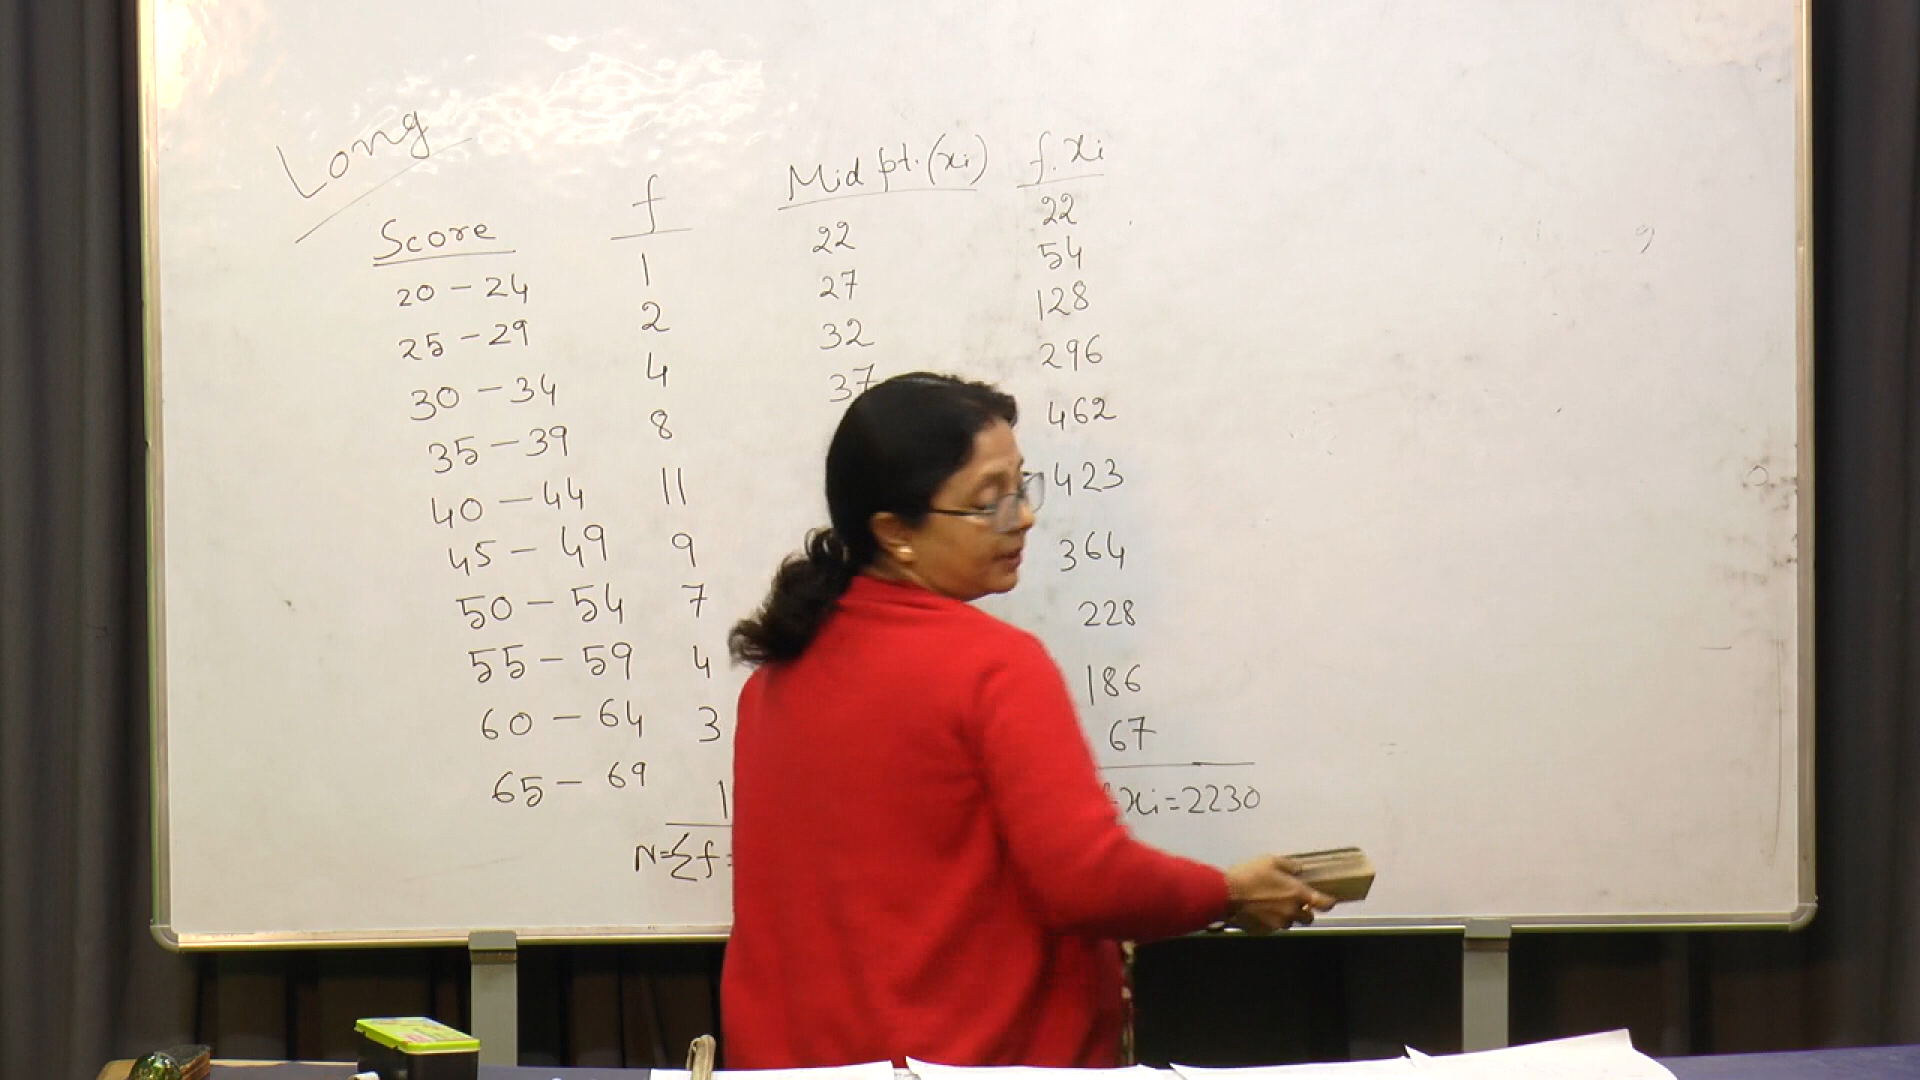 Long
Score f Mid pt. (xi) f. xi
20 - 24 1 22 22
25 - 29 2 27 54
30 - 34 4 32 128
35 - 39 8 37 296
40 - 44 11 462
45 - 49 9 423
50 - 54 7 364
55 - 59 4 228
60 - 64 3 186
65 - 69 1 67
N=Σf= xi=2230